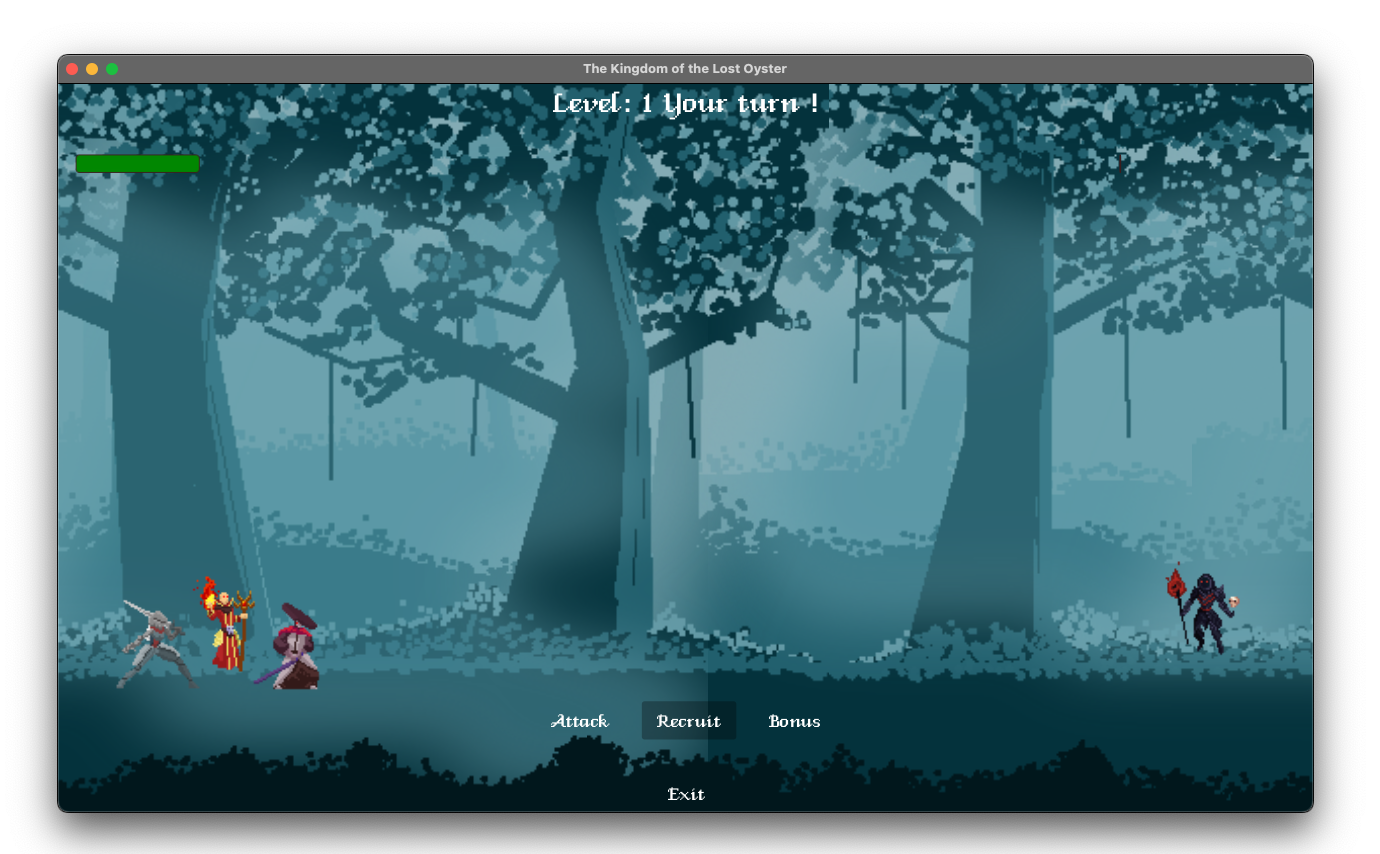 The Kingdom of the Lost Oyster
Level: 1 Your turn !
Attack Recruit Bonus
Exit